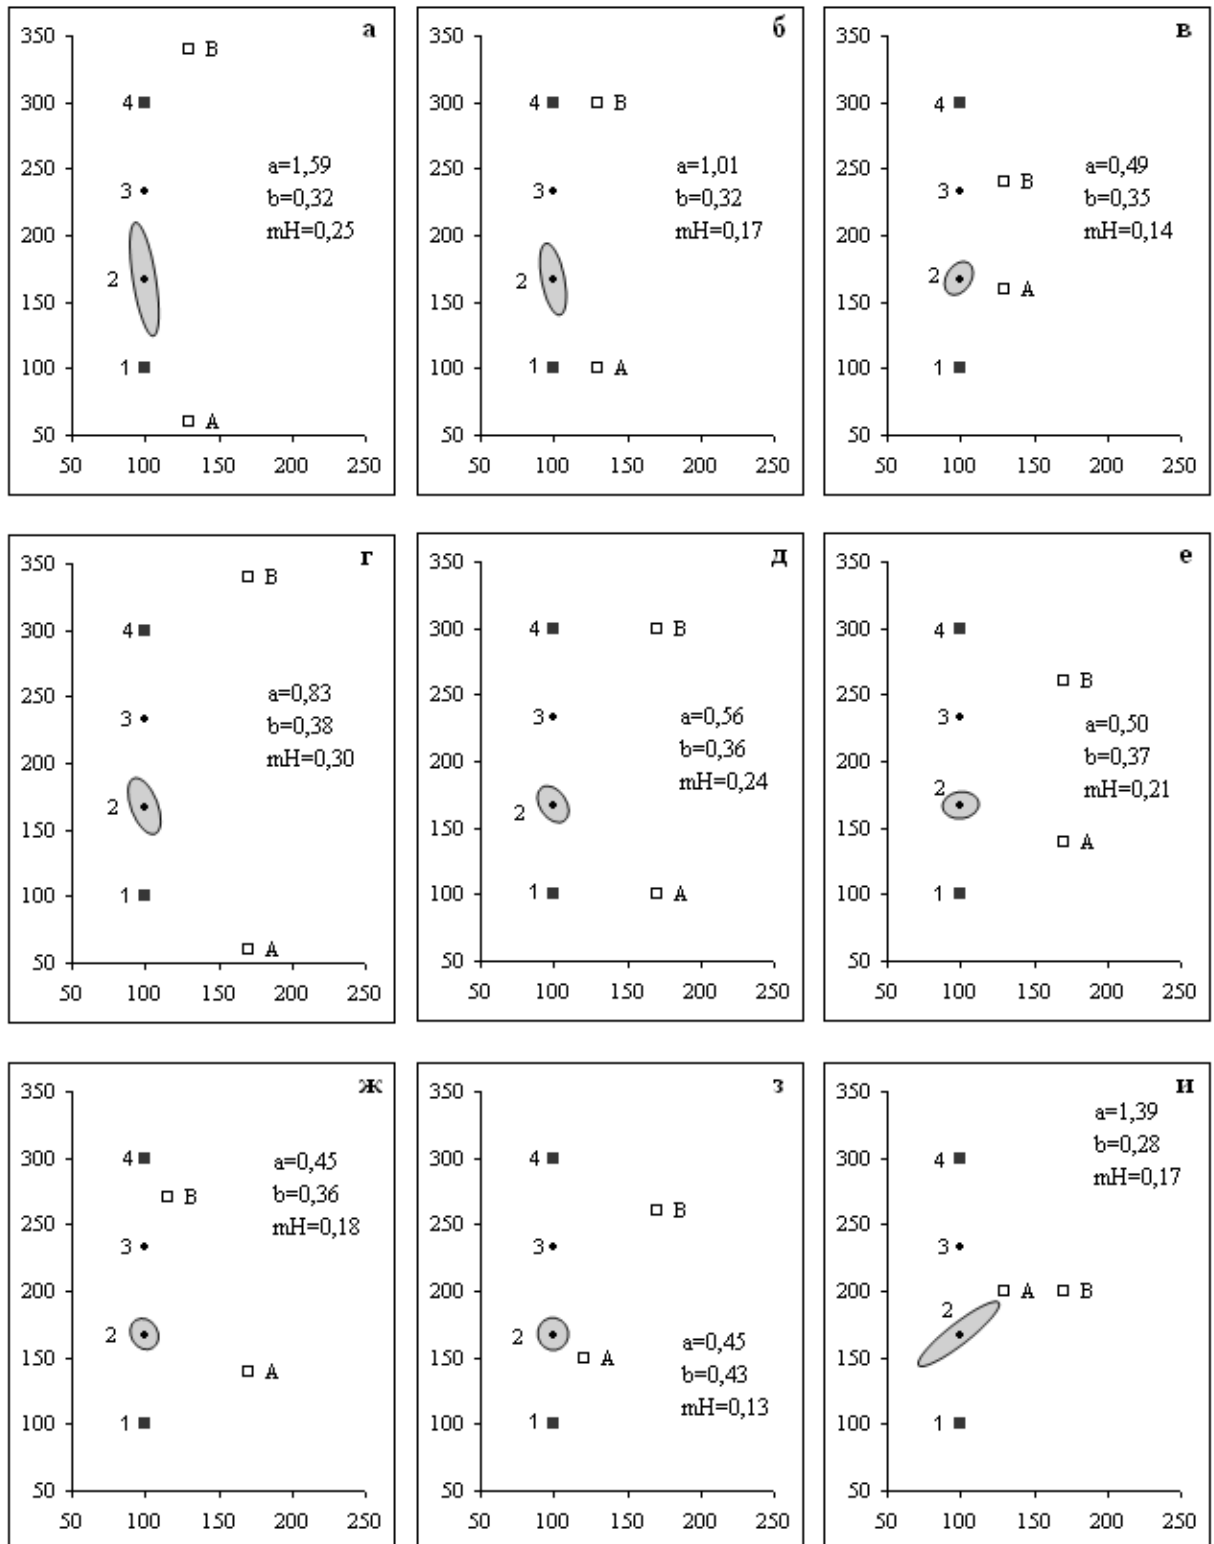 а
350
B
4
300
250
a=1,59
b=0,32
mH=0,25
3
200
2
150
1
100
A
50
50 100 150 200 250
б
350
4
B
300
250
a=1,01
b=0,32
mH=0,17
3
200
2
150
1
A
100
50
50 100 150 200 250
в
350
4
300
250
a=0,49
b=0,35
mH=0,14
3
B
200
2
150
A
1
100
50
50 100 150 200 250
г
350
B
4
300
250
a=0,83
b=0,38
mH=0,30
3
200
2
150
1
100
A
50
50 100 150 200 250
д
350
4
B
300
250
3
a=0,56
b=0,36
mH=0,24
200
2
150
1
A
100
50
50 100 150 200 250
е
350
4
300
B
250
3
a=0,50
b=0,37
mH=0,21
200
2
150
A
1
100
50
50 100 150 200 250
ж
350
4
300
a=0,45
b=0,36
mH=0,18
B
250
3
200
2
150
A
1
100
50
50 100 150 200 250
з
350
4
300
B
250
3
200
2
150
A
a=0,45
b=0,43
mH=0,13
1
100
50
50 100 150 200 250
и
350
a=1,39
b=0,28
mH=0,17
4
300
250
3
200
A
B
2
150
1
100
50
50 100 150 200 250